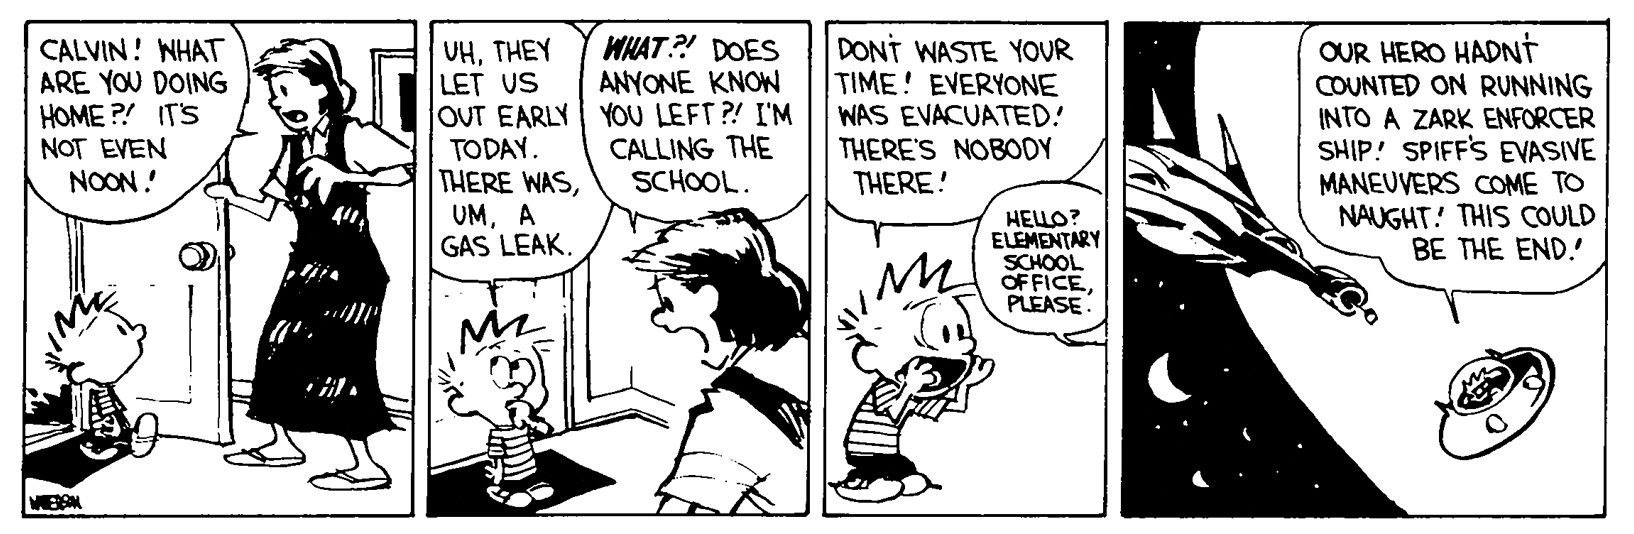 CALVIN! WHAT
ARE YOU DOING
HOME?! IT'S
NOT EVEN
NOON!
UH, THEY
LET US
OUT EARLY
TODAY.
THERE WAS,
UM, A
GAS LEAK.
WHAT?! DOES
ANYONE KNOW
YOU LEFT?! I'M
CALLING THE
SCHOOL.
DON'T WASTE YOUR
TIME! EVERYONE
WAS EVACUATED!
THERE'S NOBODY
THERE!
HELLO?
ELEMENTARY
SCHOOL
OFFICE,
PLEASE.
OUR HERO HADN'T
COUNTED ON RUNNING
INTO A ZARK ENFORCER
SHIP! SPIFF'S EVASIVE
MANEUVERS COME TO
NAUGHT! THIS COULD
BE THE END!
WATTERSON